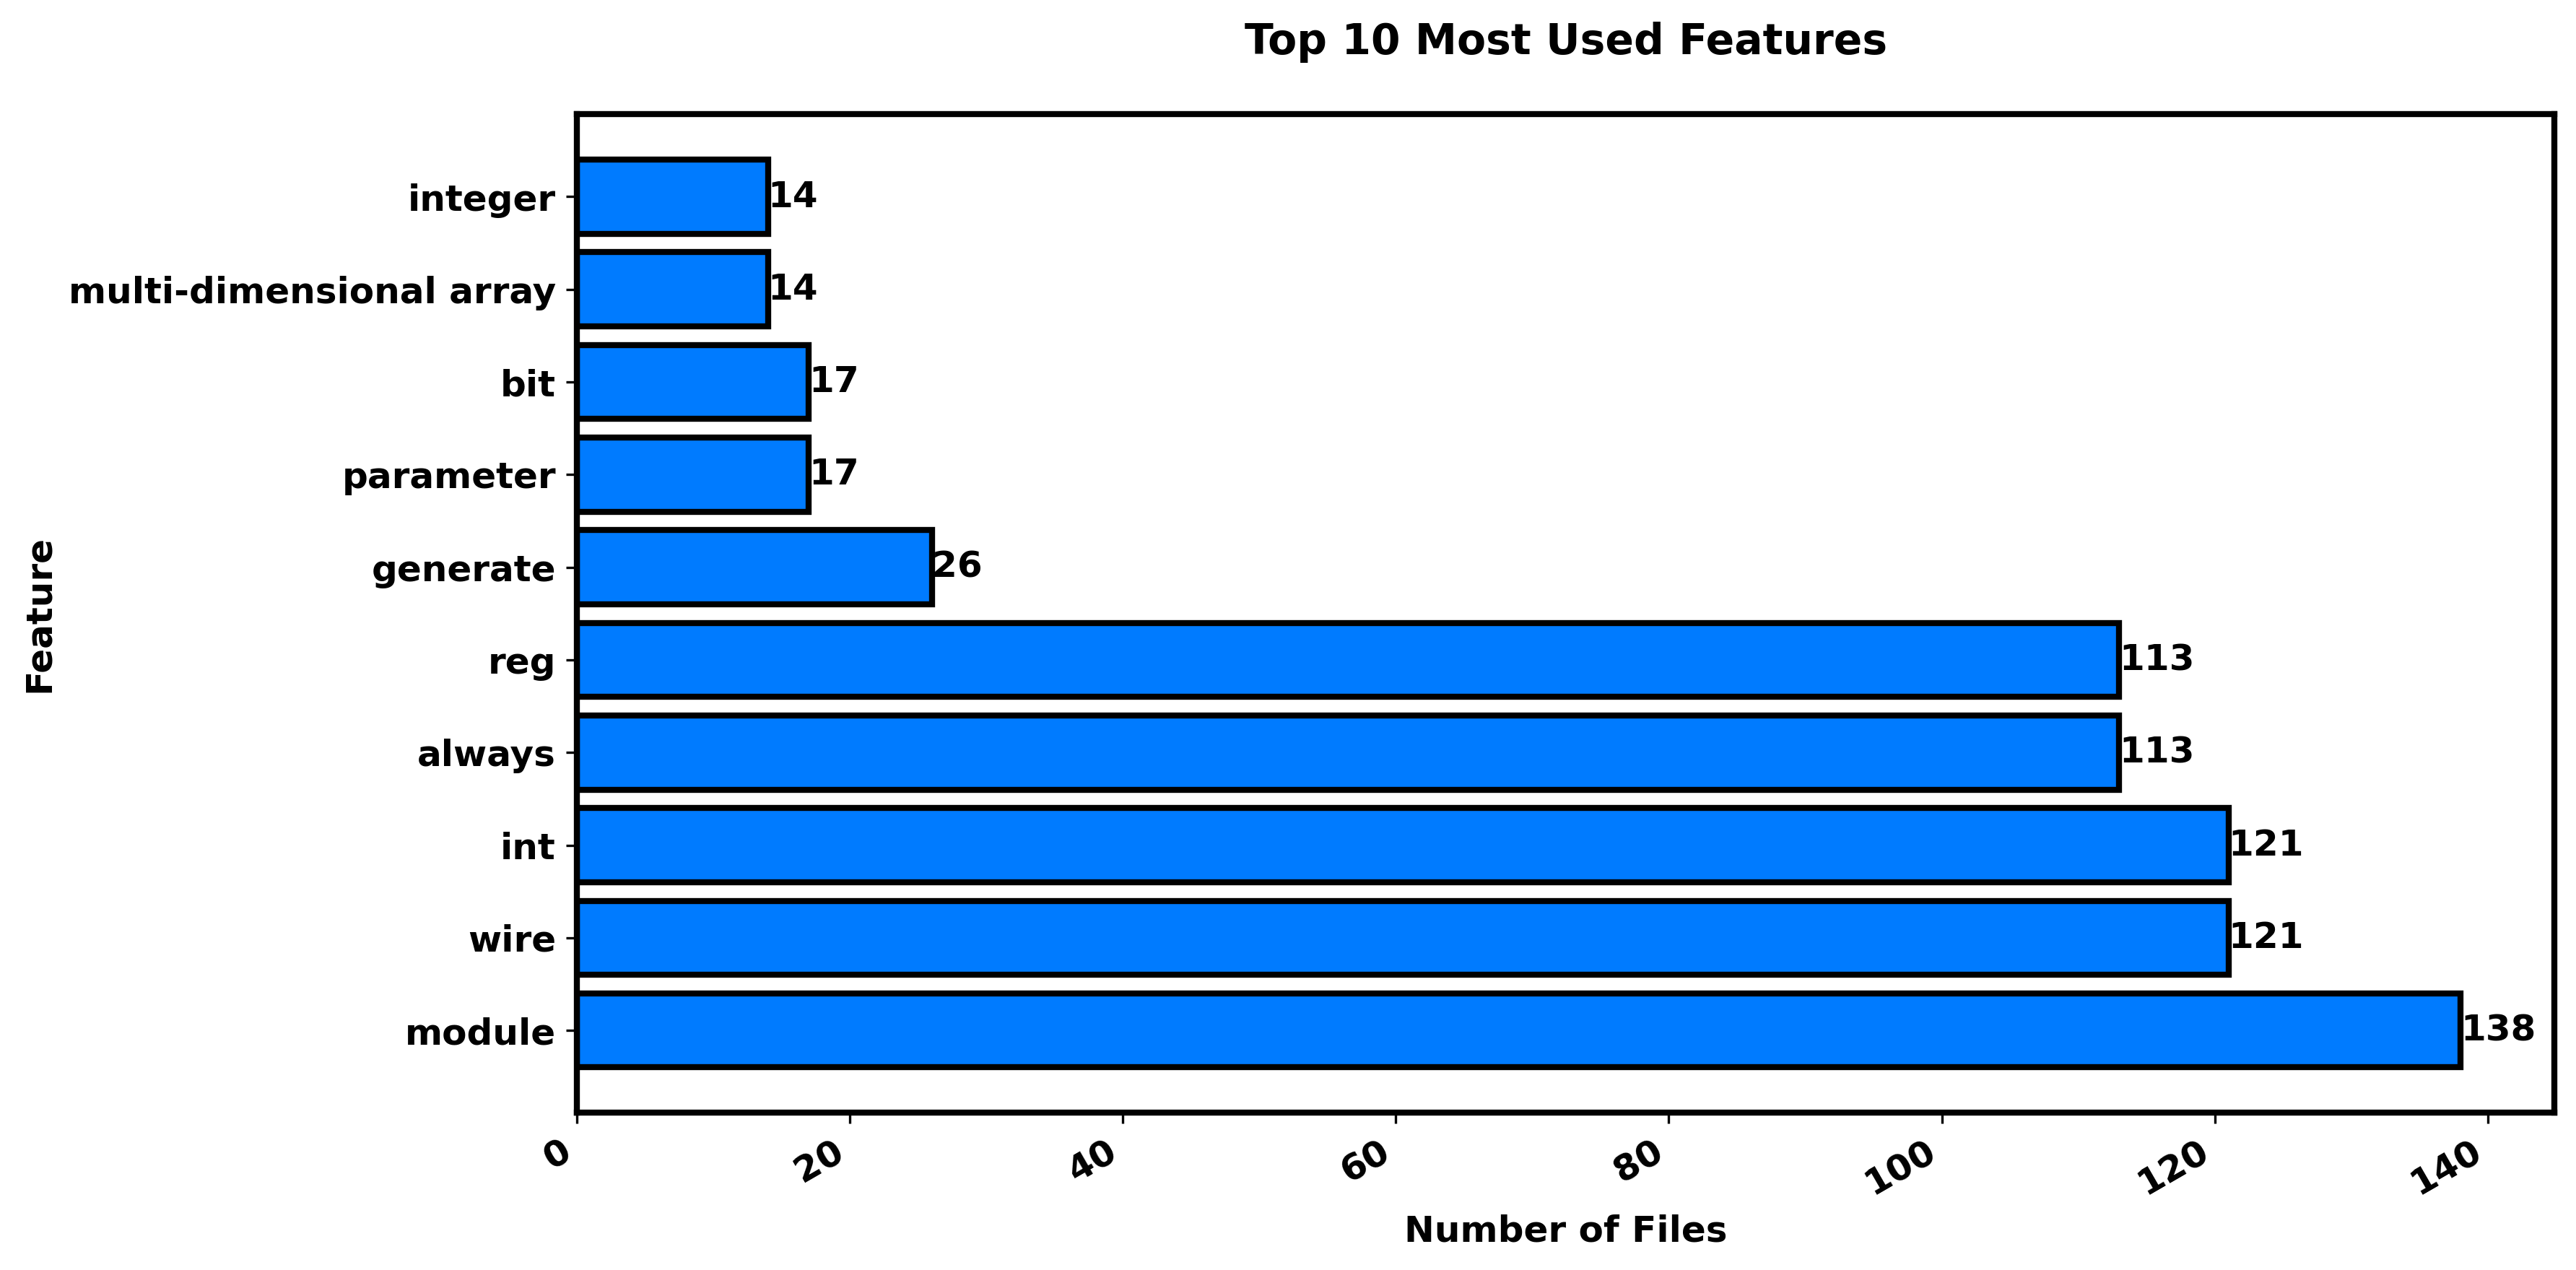 Top 10 Most Used Features
integer
14
multi-dimensional array
14
bit
17
parameter
17
generate
26
reg
113
always
113
int
121
wire
121
module
138
Feature
0 20 40 60 80 100 120 140
Number of Files